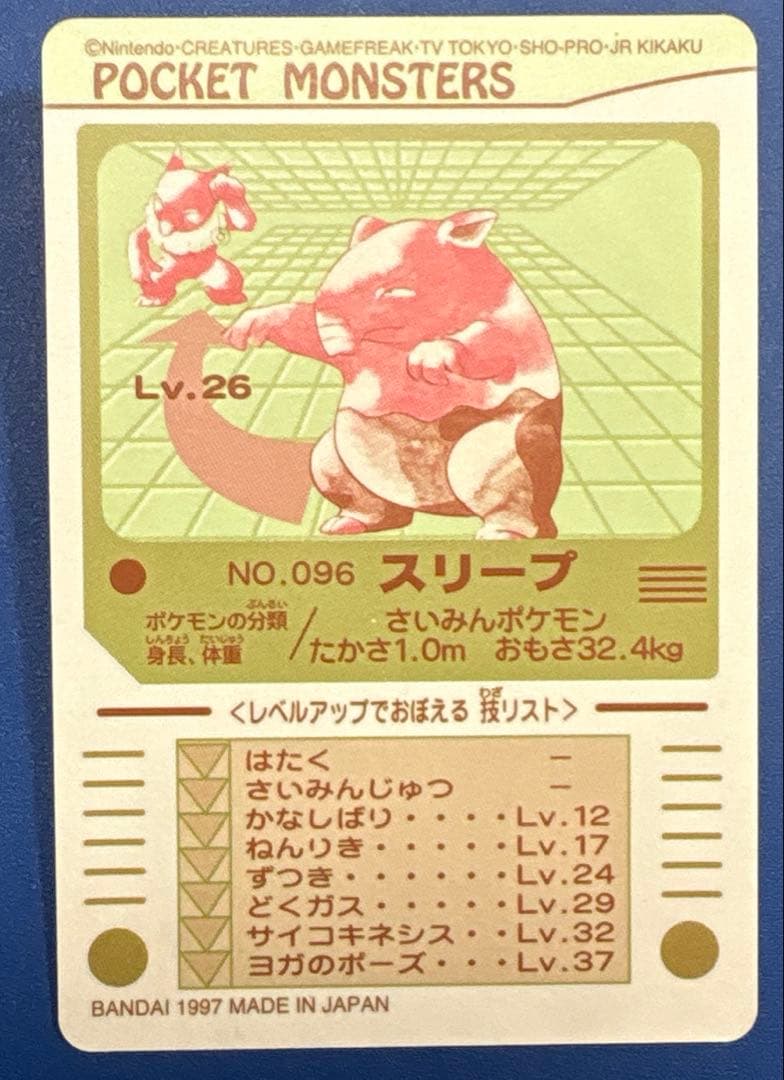 ©Nintendo・CREATURES・GAMEFREAK・TV TOKYO・SHO-PRO・JR KIKAKU
POCKET MONSTERS
Lv.26
NO.096 スリープ
ぶんるい
ポケモンの分類 / さいみんポケモン
しんちょう たいじゅう
身長、体重 たかさ1.0m おもさ32.4kg
わざ
<レベルアップでおぼえる 技リスト>
はたく −
さいみんじゅつ −
かなしばり・・・・Lv.12
ねんりき・・・・・Lv.17
ずつき・・・・・・Lv.24
どくガス・・・・・Lv.29
サイコキネシス・・Lv.32
ヨガのポーズ・・・Lv.37
BANDAI 1997 MADE IN JAPAN